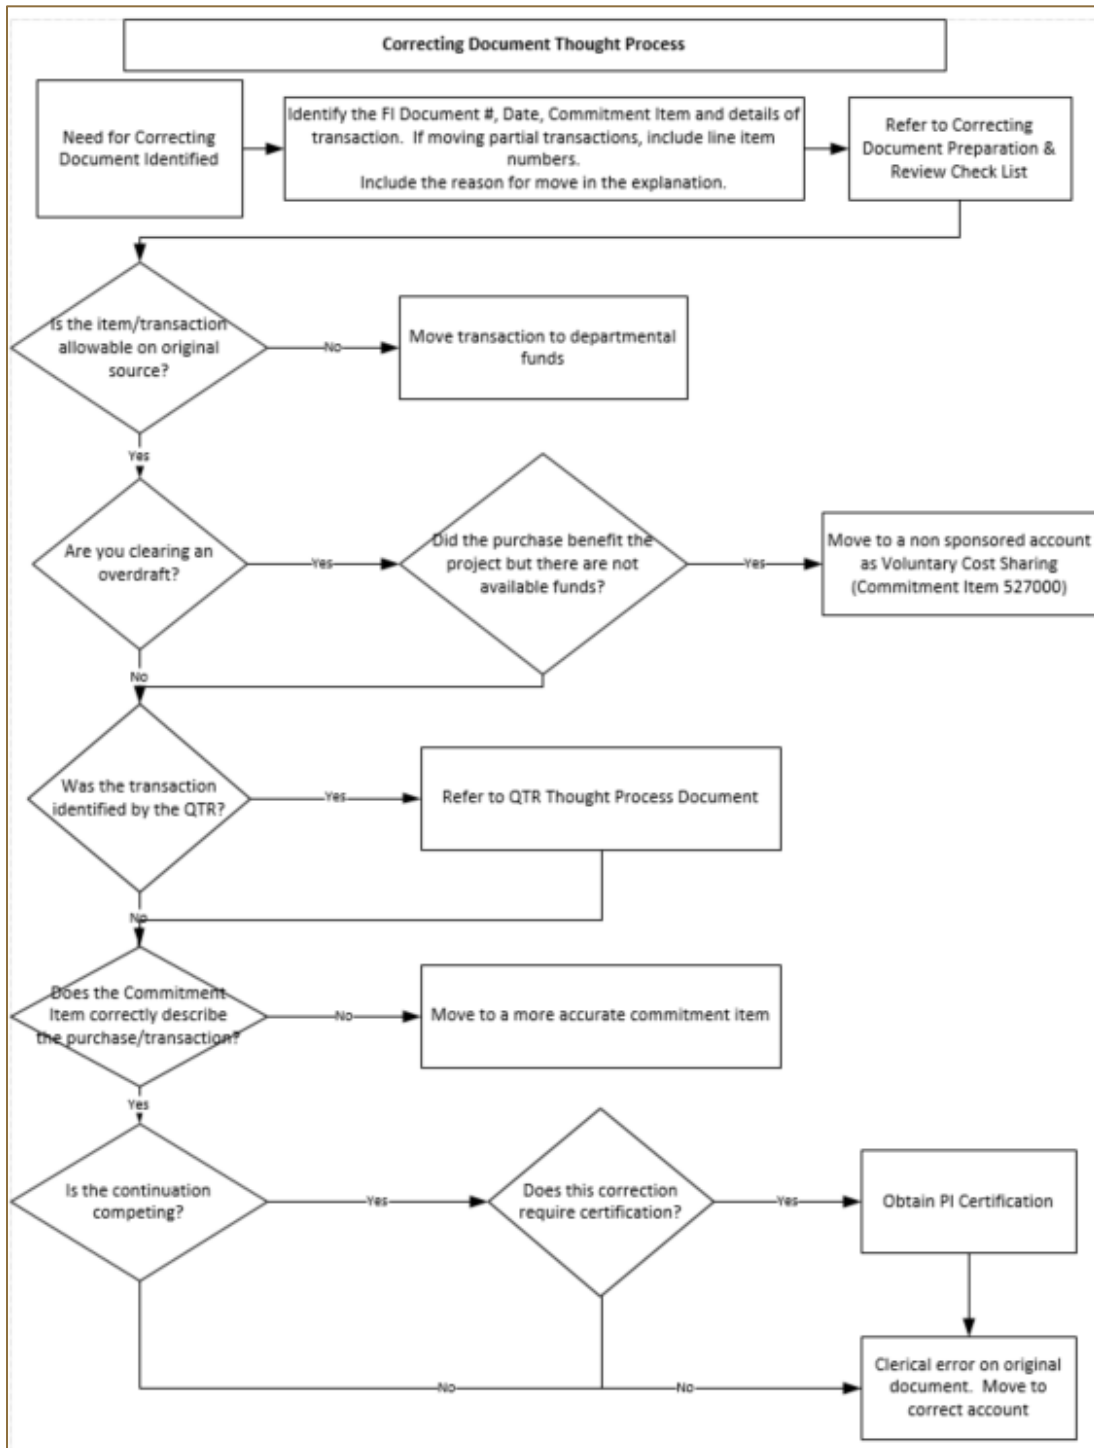 Correcting Document Thought Process
Need for Correcting
Document Identified
Identify the FI Document #, Date, Commitment Item and details of
transaction. If moving partial transactions, include line item
numbers.
Include the reason for move in the explanation.
Refer to Correcting
Document Preparation &
Review Check List
Is the item/transaction
allowable on original
source?
No
Move transaction to departmental
funds
Yes
Are you clearing an
overdraft?
Yes
Did the purchase benefit the
project but there are not
available funds?
Yes
Move to a non sponsored account
as Voluntary Cost Sharing
(Commitment Item 527000)
No
Was the transaction
identified by the QTR?
Yes
Refer to QTR Thought Process Document
No
Does the Commitment
Item correctly describe
the purchase/transaction?
No
Move to a more accurate commitment item
Yes
Is the continuation
competing?
Yes
Does this correction
require certification?
Yes
Obtain PI Certification
No
No
Clerical error on original
document. Move to
correct account